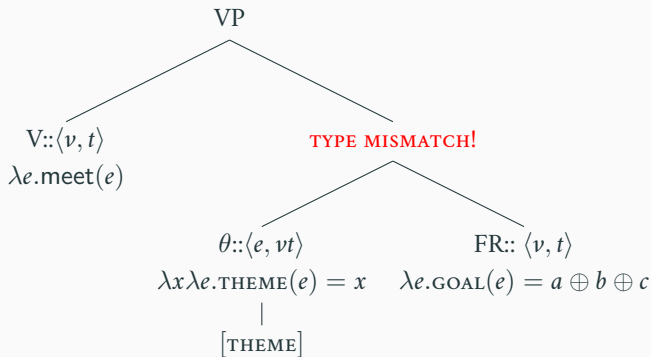 VP
V::⟨v, t⟩
λe.meet(e)
TYPE MISMATCH!
θ::⟨e, vt⟩
λxλe.THEME(e) = x
[THEME]
FR:: ⟨v, t⟩
λe.GOAL(e) = a ⊕ b ⊕ c